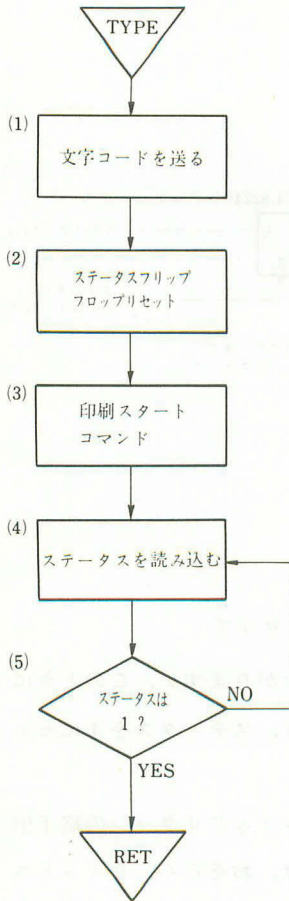 TYPE
(1)
文字コードを送る
(2)
ステータスフリップ
フロップリセット
(3)
印刷スタート
コマンド
(4)
ステータスを読み込む
(5)
ステータスは
1?
NO
YES
RET